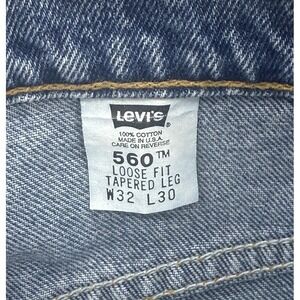 Levi's®
100% COTTON
MADE IN U.S.A.
CARE ON REVERSE
560™
LOOSE FIT
TAPERED LEG
W32 L30